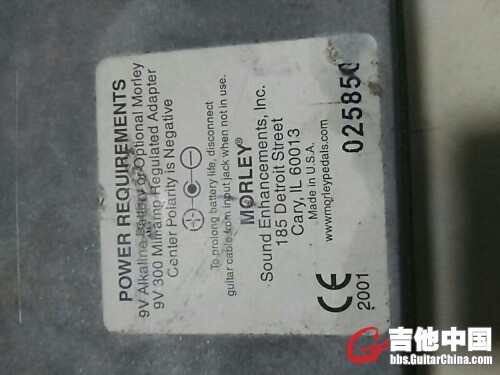 POWER REQUIREMENTS
9V Alkaline Battery or Optional Morley
9V 300 Milliamp Regulated Adapter
Center Polarity is Negative
To prolong battery life, disconnect
guitar cable from input jack when not in use.
MORLEY®
Sound Enhancements, Inc.
185 Detroit Street
Cary, IL 60013
Made in U.S.A.
www.morleypedals.com
025850
CE
2001
吉他中国
bbs.GuitarChina.com